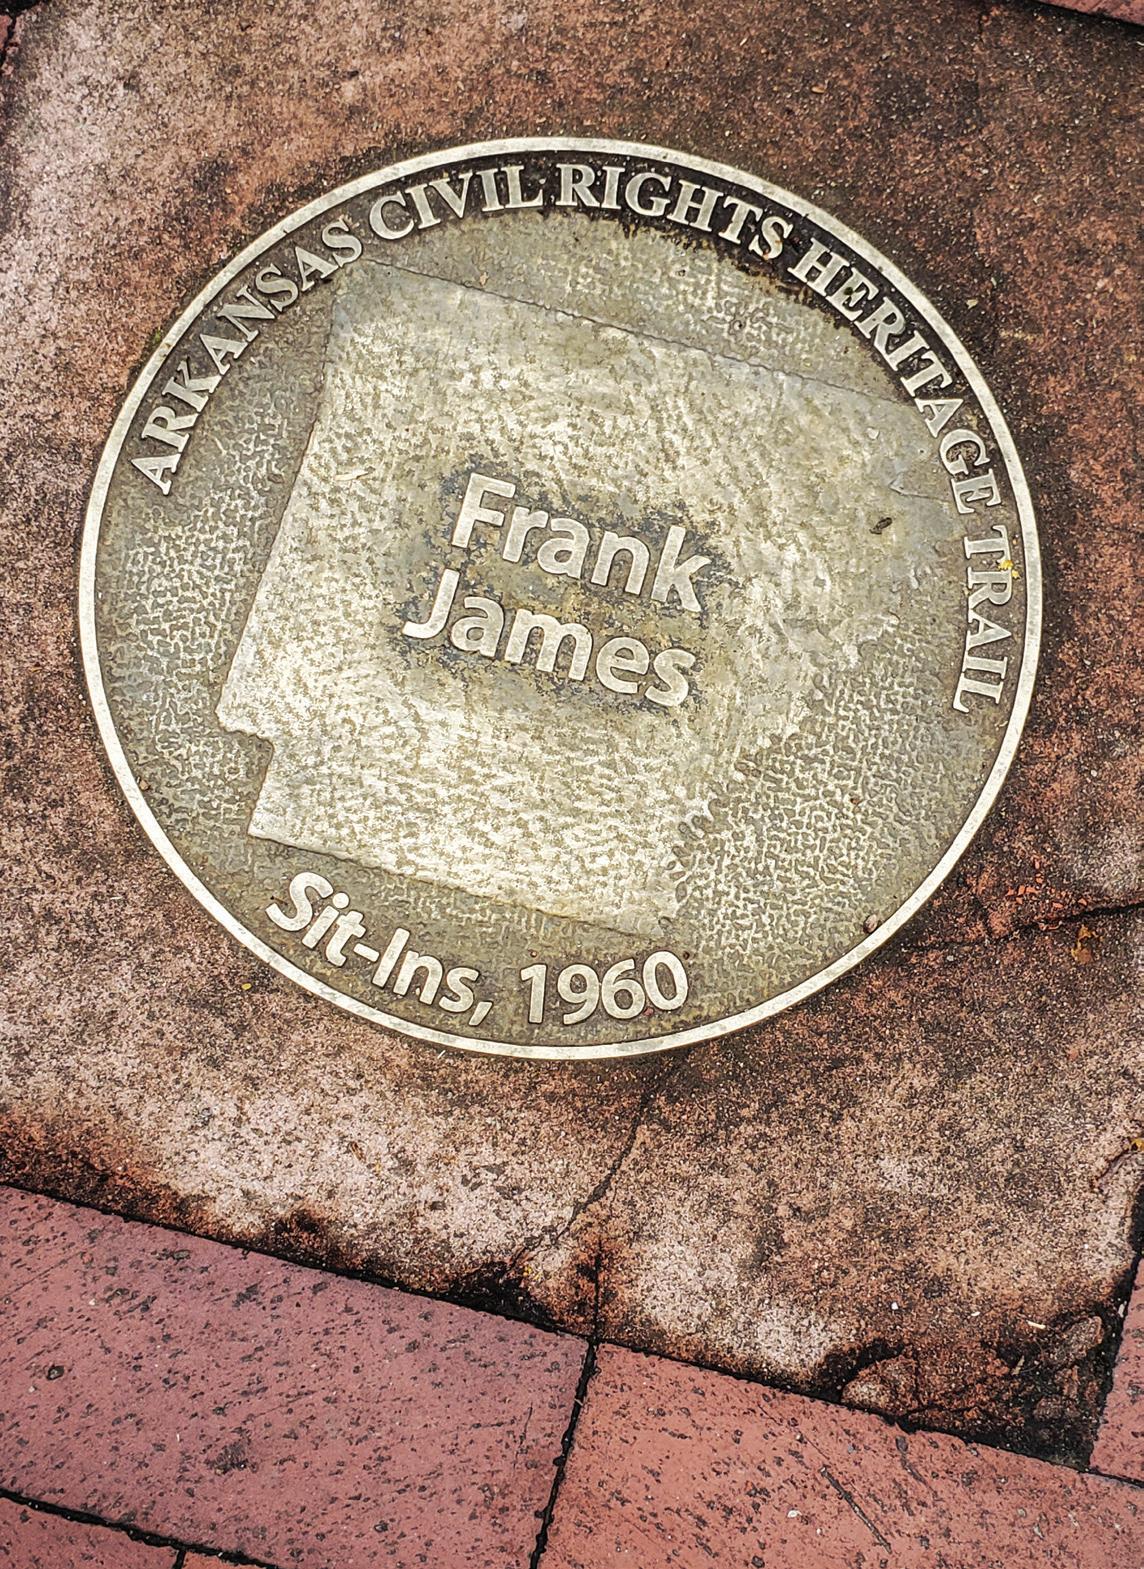 ARKANSAS CIVIL RIGHTS HERITAGE TRAIL
Frank
James
Sit-Ins, 1960